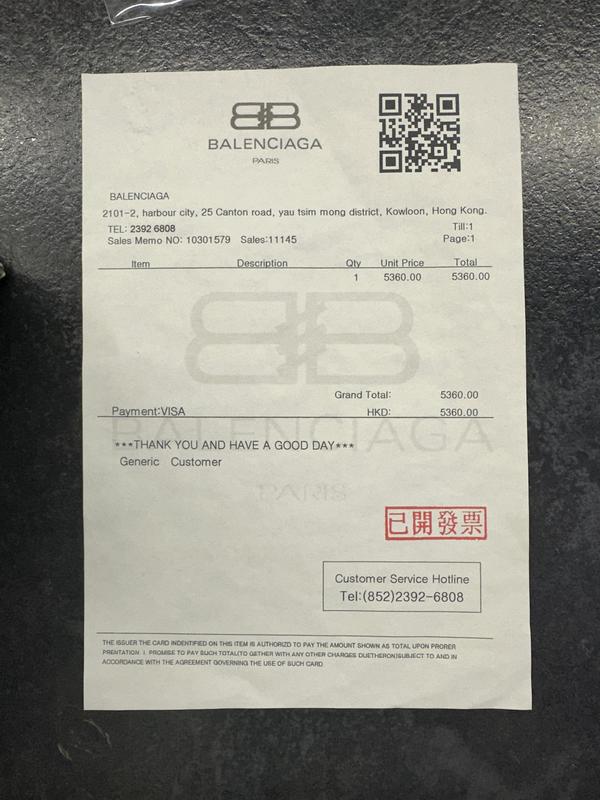 BALENCIAGA
PARIS
BALENCIAGA
2101-2, harbour city, 25 Canton road, yau tsim mong district, Kowloon, Hong Kong.
TEL: 2392 6808 Till:1
Sales Memo NO: 10301579 Sales:11145 Page:1
Item Description Qty Unit Price Total
1 5360.00 5360.00
Grand Total: 5360.00
Payment:VISA HKD: 5360.00
BALENCIAGA
***THANK YOU AND HAVE A GOOD DAY***
Generic Customer
PARIS
已開發票
Customer Service Hotline
Tel:(852)2392-6808
THE ISSUER THE CARD INDENTIFIED ON THIS ITEM IS AUTHORIZD TO PAY THE AMOUNT SHOWN AS TOTAL UPON PRORER
PRENTATION I. PROMISE TO PAY SUCH TOTAL(TO GETHER WITH ANY OTHER CHARGES DUETHERON)SUBJECT TO AND IN
ACCORDANCE WITH THE AGREEMENT GOVERNING THE USE OF SUCH CARD